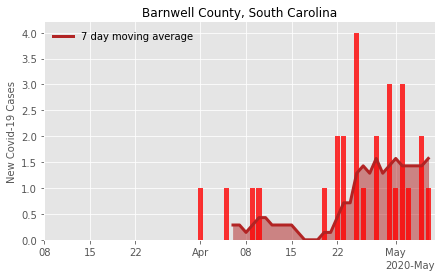 Barnwell County, South Carolina
7 day moving average
New Covid-19 Cases
4.0
3.5
3.0
2.5
2.0
1.5
1.0
0.5
0.0
08 15 22 Apr 08 15 22 May
2020-May